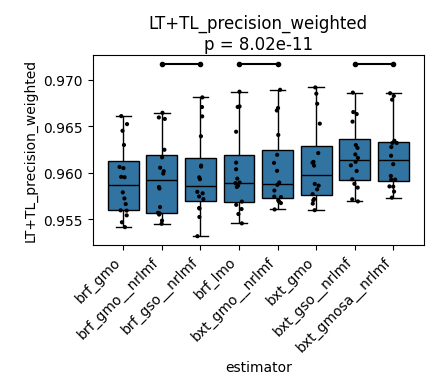 LT+TL_precision_weighted
p = 8.02e-11
LT+TL_precision_weighted
0.970
0.965
0.960
0.955
brf_gmo
brf_gmo__nrlmf
brf_gso__nrlmf
brf_lmo
bxt_gmo__nrlmf
bxt_gmo
bxt_gso__nrlmf
bxt_gmosa__nrlmf
estimator